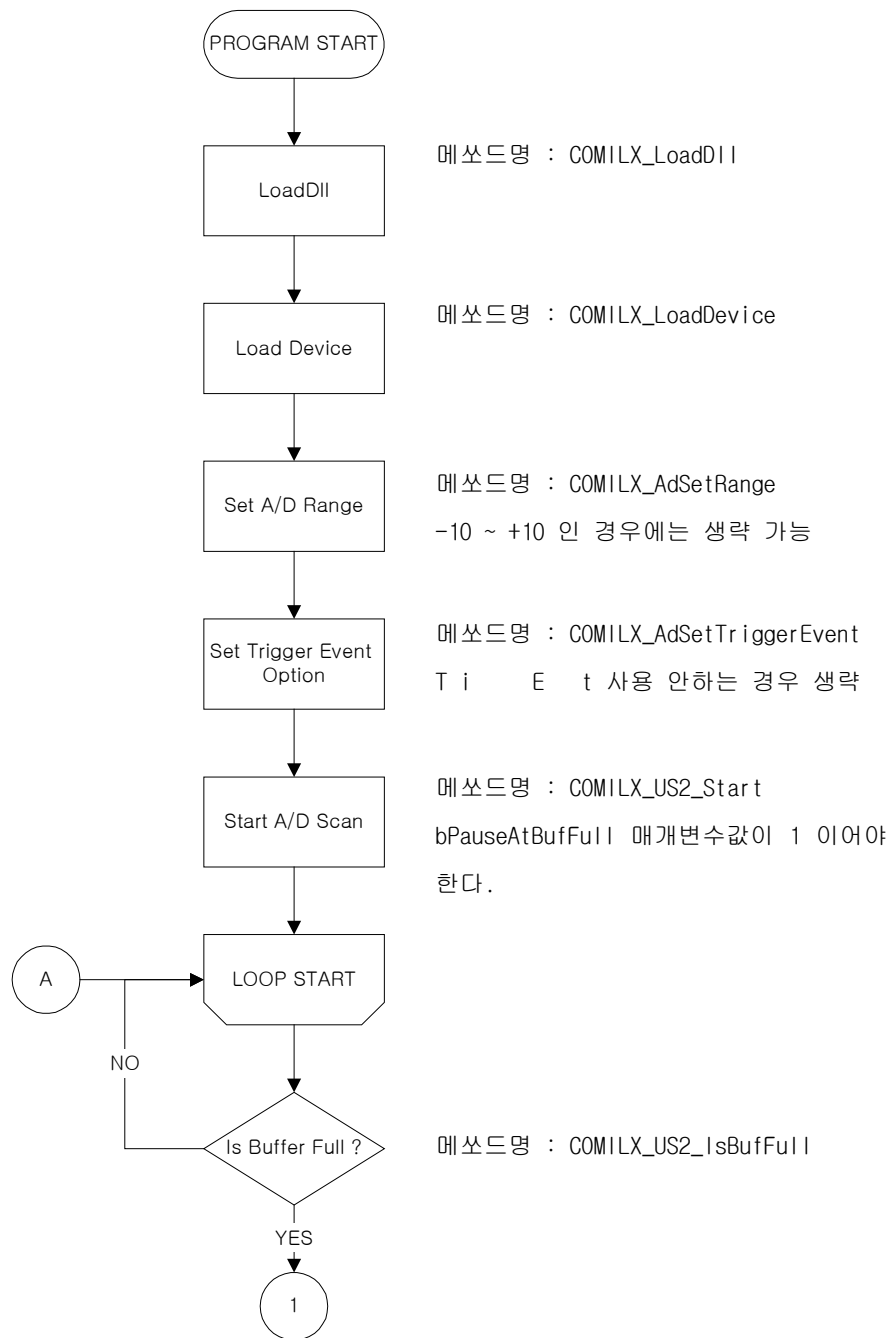 PROGRAM START
LoadDll
메쏘드명 : COMILX_LoadDll
Load Device
메쏘드명 : COMILX_LoadDevice
Set A/D Range
메쏘드명 : COMILX_AdSetRange
-10 ~ +10 인 경우에는 생략 가능
Set Trigger Event
Option
메쏘드명 : COMILX_AdSetTriggerEvent
T i E t 사용 안하는 경우 생략
Start A/D Scan
메쏘드명 : COMILX_US2_Start
bPauseAtBufFull 매개변수값이 1 이어야
한다.
A
LOOP START
NO
Is Buffer Full ?
메쏘드명 : COMILX_US2_IsBufFull
YES
1